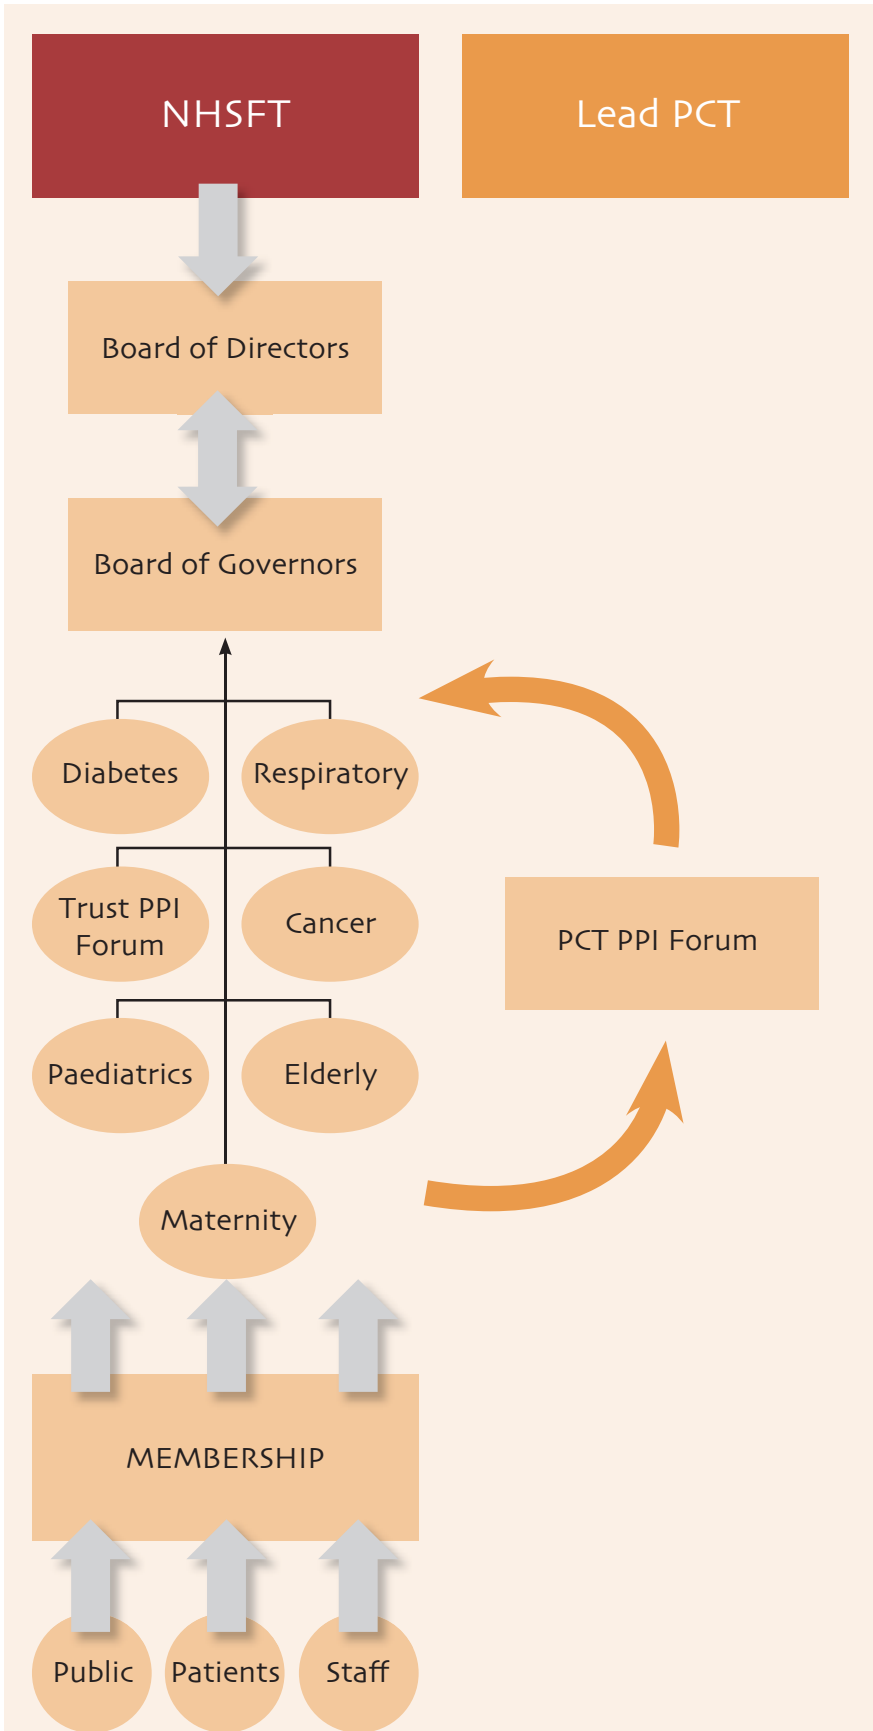 NHSFT
Lead PCT
Board of Directors
Board of Governors
Diabetes
Respiratory
Trust PPI
Forum
Cancer
PCT PPI Forum
Paediatrics
Elderly
Maternity
MEMBERSHIP
Public
Patients
Staff